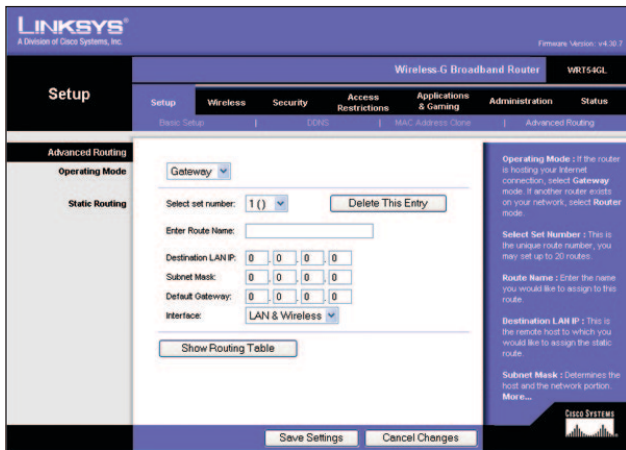 LINKSYS®
A Division of Cisco Systems, Inc.
Firmware Version: v4.30.7
Wireless-G Broadband Router
WRT54GL
Setup
Setup
Wireless
Security
Access Restrictions
Applications & Gaming
Administration
Status
Basic Setup | DDNS | MAC Address Clone | Advanced Routing
Advanced Routing
Operating Mode
Gateway
Static Routing
Select set number: 1 () Delete This Entry
Enter Route Name:
Destination LAN IP: 0 . 0 . 0 . 0
Subnet Mask: 0 . 0 . 0 . 0
Default Gateway: 0 . 0 . 0 . 0
Interface: LAN & Wireless
Show Routing Table
Operating Mode : If the router
is hosting your Internet
connection, select Gateway
mode. If another router exists
on your network, select Router
mode.
Select Set Number : This is
the unique route number, you
may set up to 20 routes.
Route Name : Enter the name
you would like to assign to this
route.
Destination LAN IP : This is
the remote host to which you
would like to assign the static
route.
Subnet Mask : Determines the
host and the network portion.
More...
Save Settings
Cancel Changes
CISCO SYSTEMS